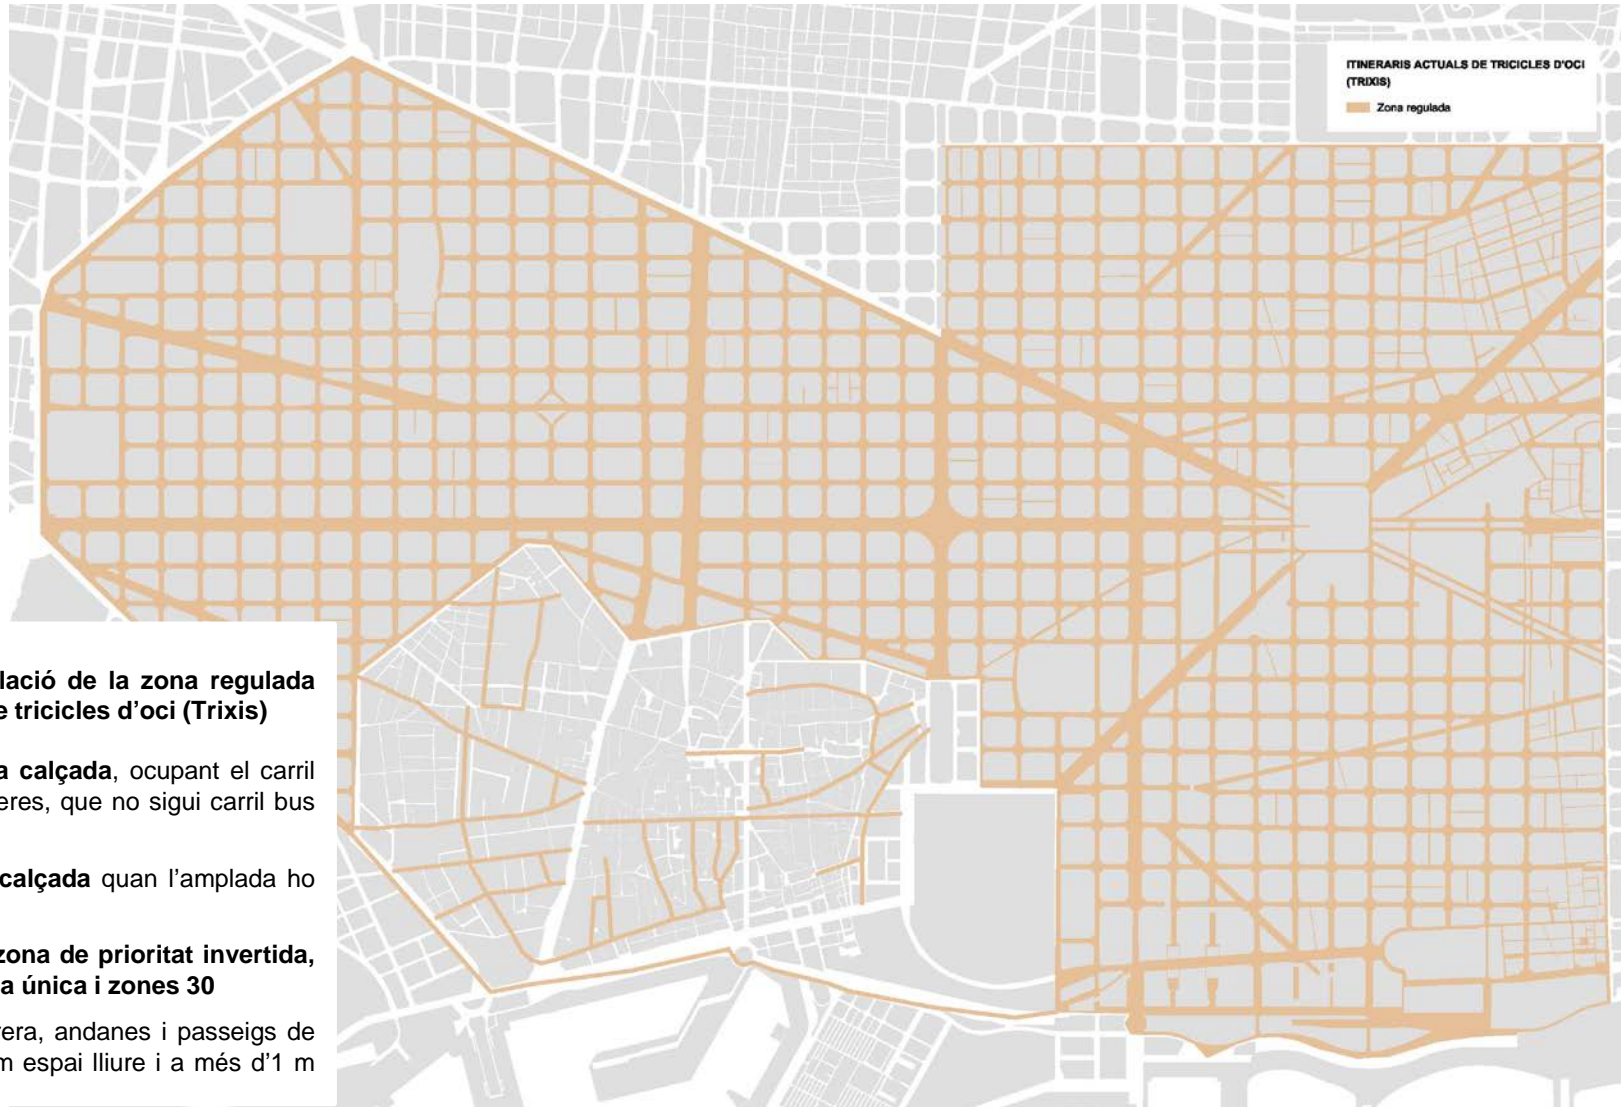 ITINERARIS ACTUALS DE TRICICLES D'OCI
(TRIXIS)
Zona regulada
lació de la zona regulada
e tricicles d’oci (Trixis)
a calçada, ocupant el carril
eres, que no sigui carril bus
calçada quan l’amplada ho
zona de prioritat invertida,
a única i zones 30
rera, andanes i passeigs de
m espai lliure i a més d’1 m